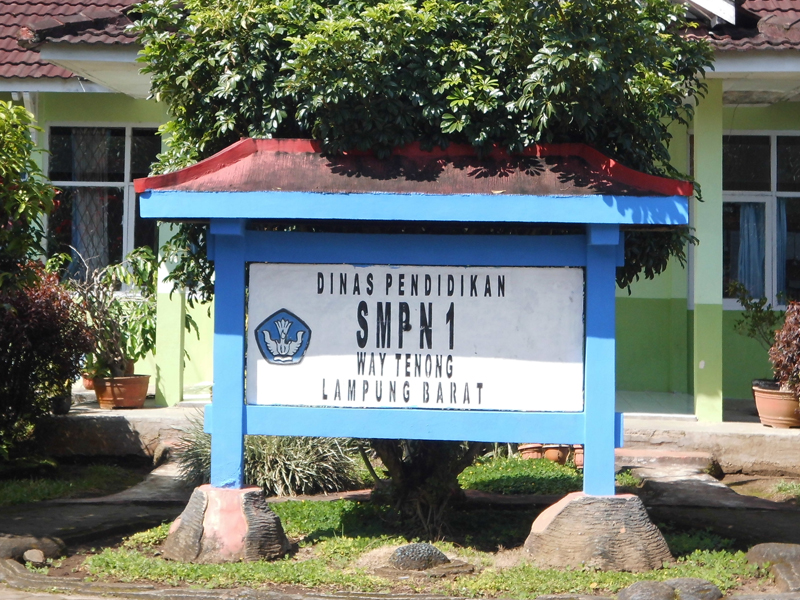 DINAS PENDIDIKAN
SMPN 1
WAY TENONG
LAMPUNG BARAT